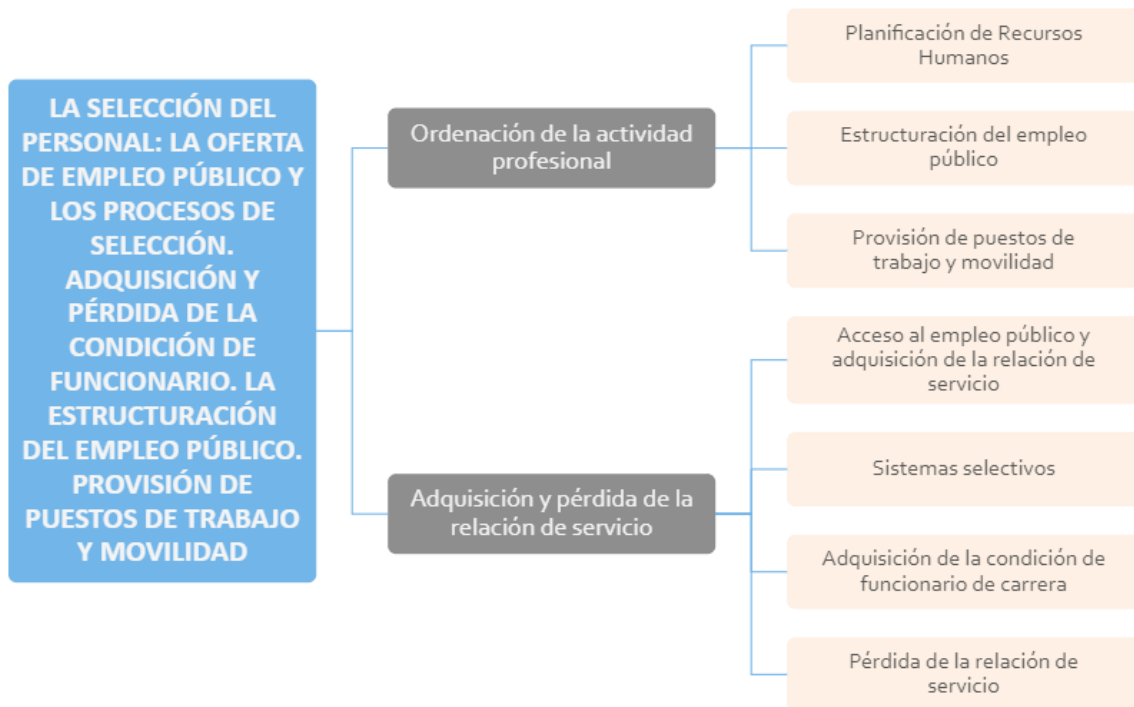 LA SELECCIÓN DEL
PERSONAL: LA OFERTA
DE EMPLEO PÚBLICO Y
LOS PROCESOS DE
SELECCIÓN.
ADQUISICIÓN Y
PÉRDIDA DE LA
CONDICIÓN DE
FUNCIONARIO. LA
ESTRUCTURACIÓN
DEL EMPLEO PÚBLICO.
PROVISIÓN DE
PUESTOS DE TRABAJO
Y MOVILIDAD
Ordenación de la actividad
profesional
Planificación de Recursos
Humanos
Estructuración del empleo
público
Provisión de puestos de
trabajo y movilidad
Adquisición y pérdida de la
relación de servicio
Acceso al empleo público y
adquisición de la relación de
servicio
Sistemas selectivos
Adquisición de la condición de
funcionario de carrera
Pérdida de la relación de
servicio